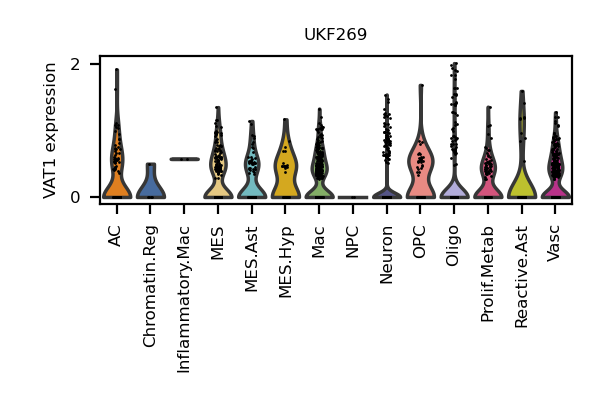 UKF269
VAT1 expression
2
0
AC
Chromatin.Reg
Inflammatory.Mac
MES
MES.Ast
MES.Hyp
Mac
NPC
Neuron
OPC
Oligo
Prolif.Metab
Reactive.Ast
Vasc